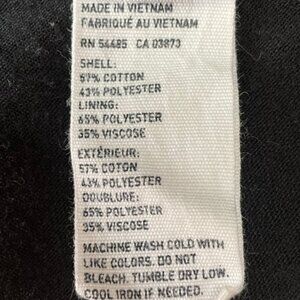 MADE IN VIETNAM
FABRIQUÉ AU VIETNAM
RN 54485 CA 03873
SHELL:
57% COTTON
43% POLYESTER
LINING:
65% POLYESTER
35% VISCOSE
EXTÉRIEUR:
57% COTON
43% POLYESTER
DOUBLURE:
65% POLYESTER
35% VISCOSE
MACHINE WASH COLD WITH
LIKE COLORS. DO NOT
BLEACH. TUMBLE DRY LOW.
COOL IRON IF NEEDED.